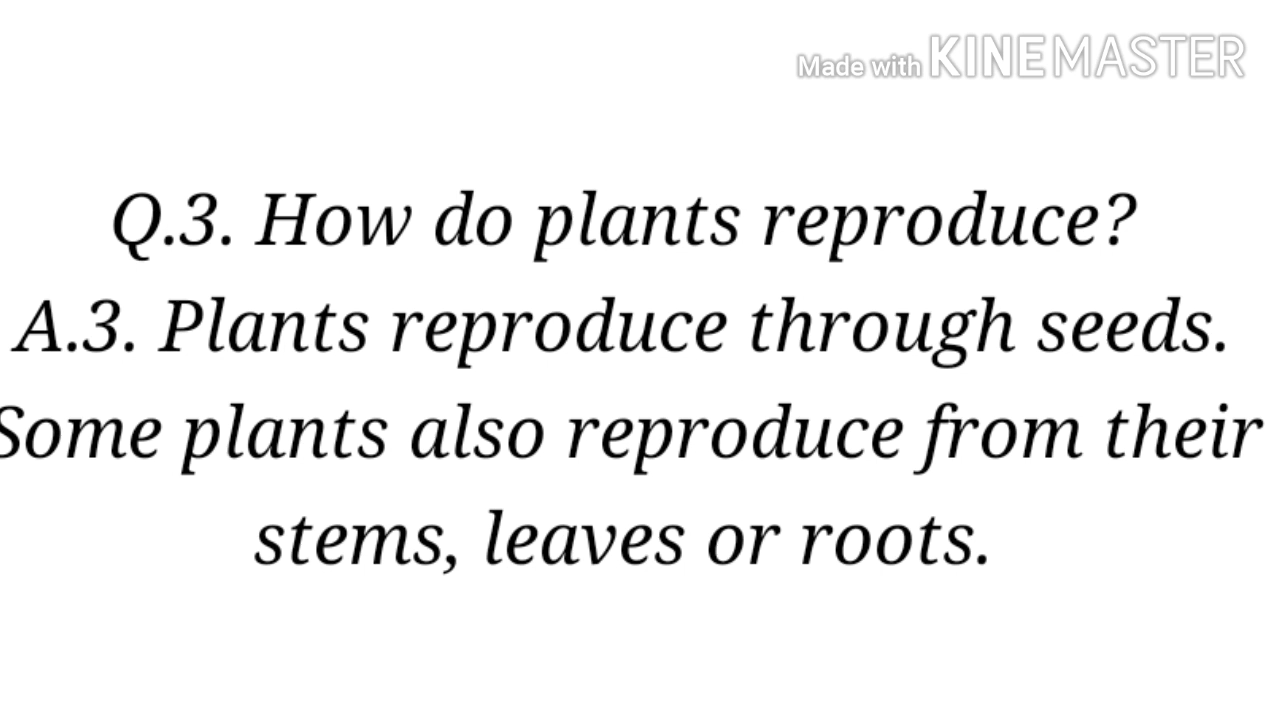 Made with KINEMASTER
Q.3. How do plants reproduce?
A.3. Plants reproduce through seeds.
Some plants also reproduce from their
stems, leaves or roots.